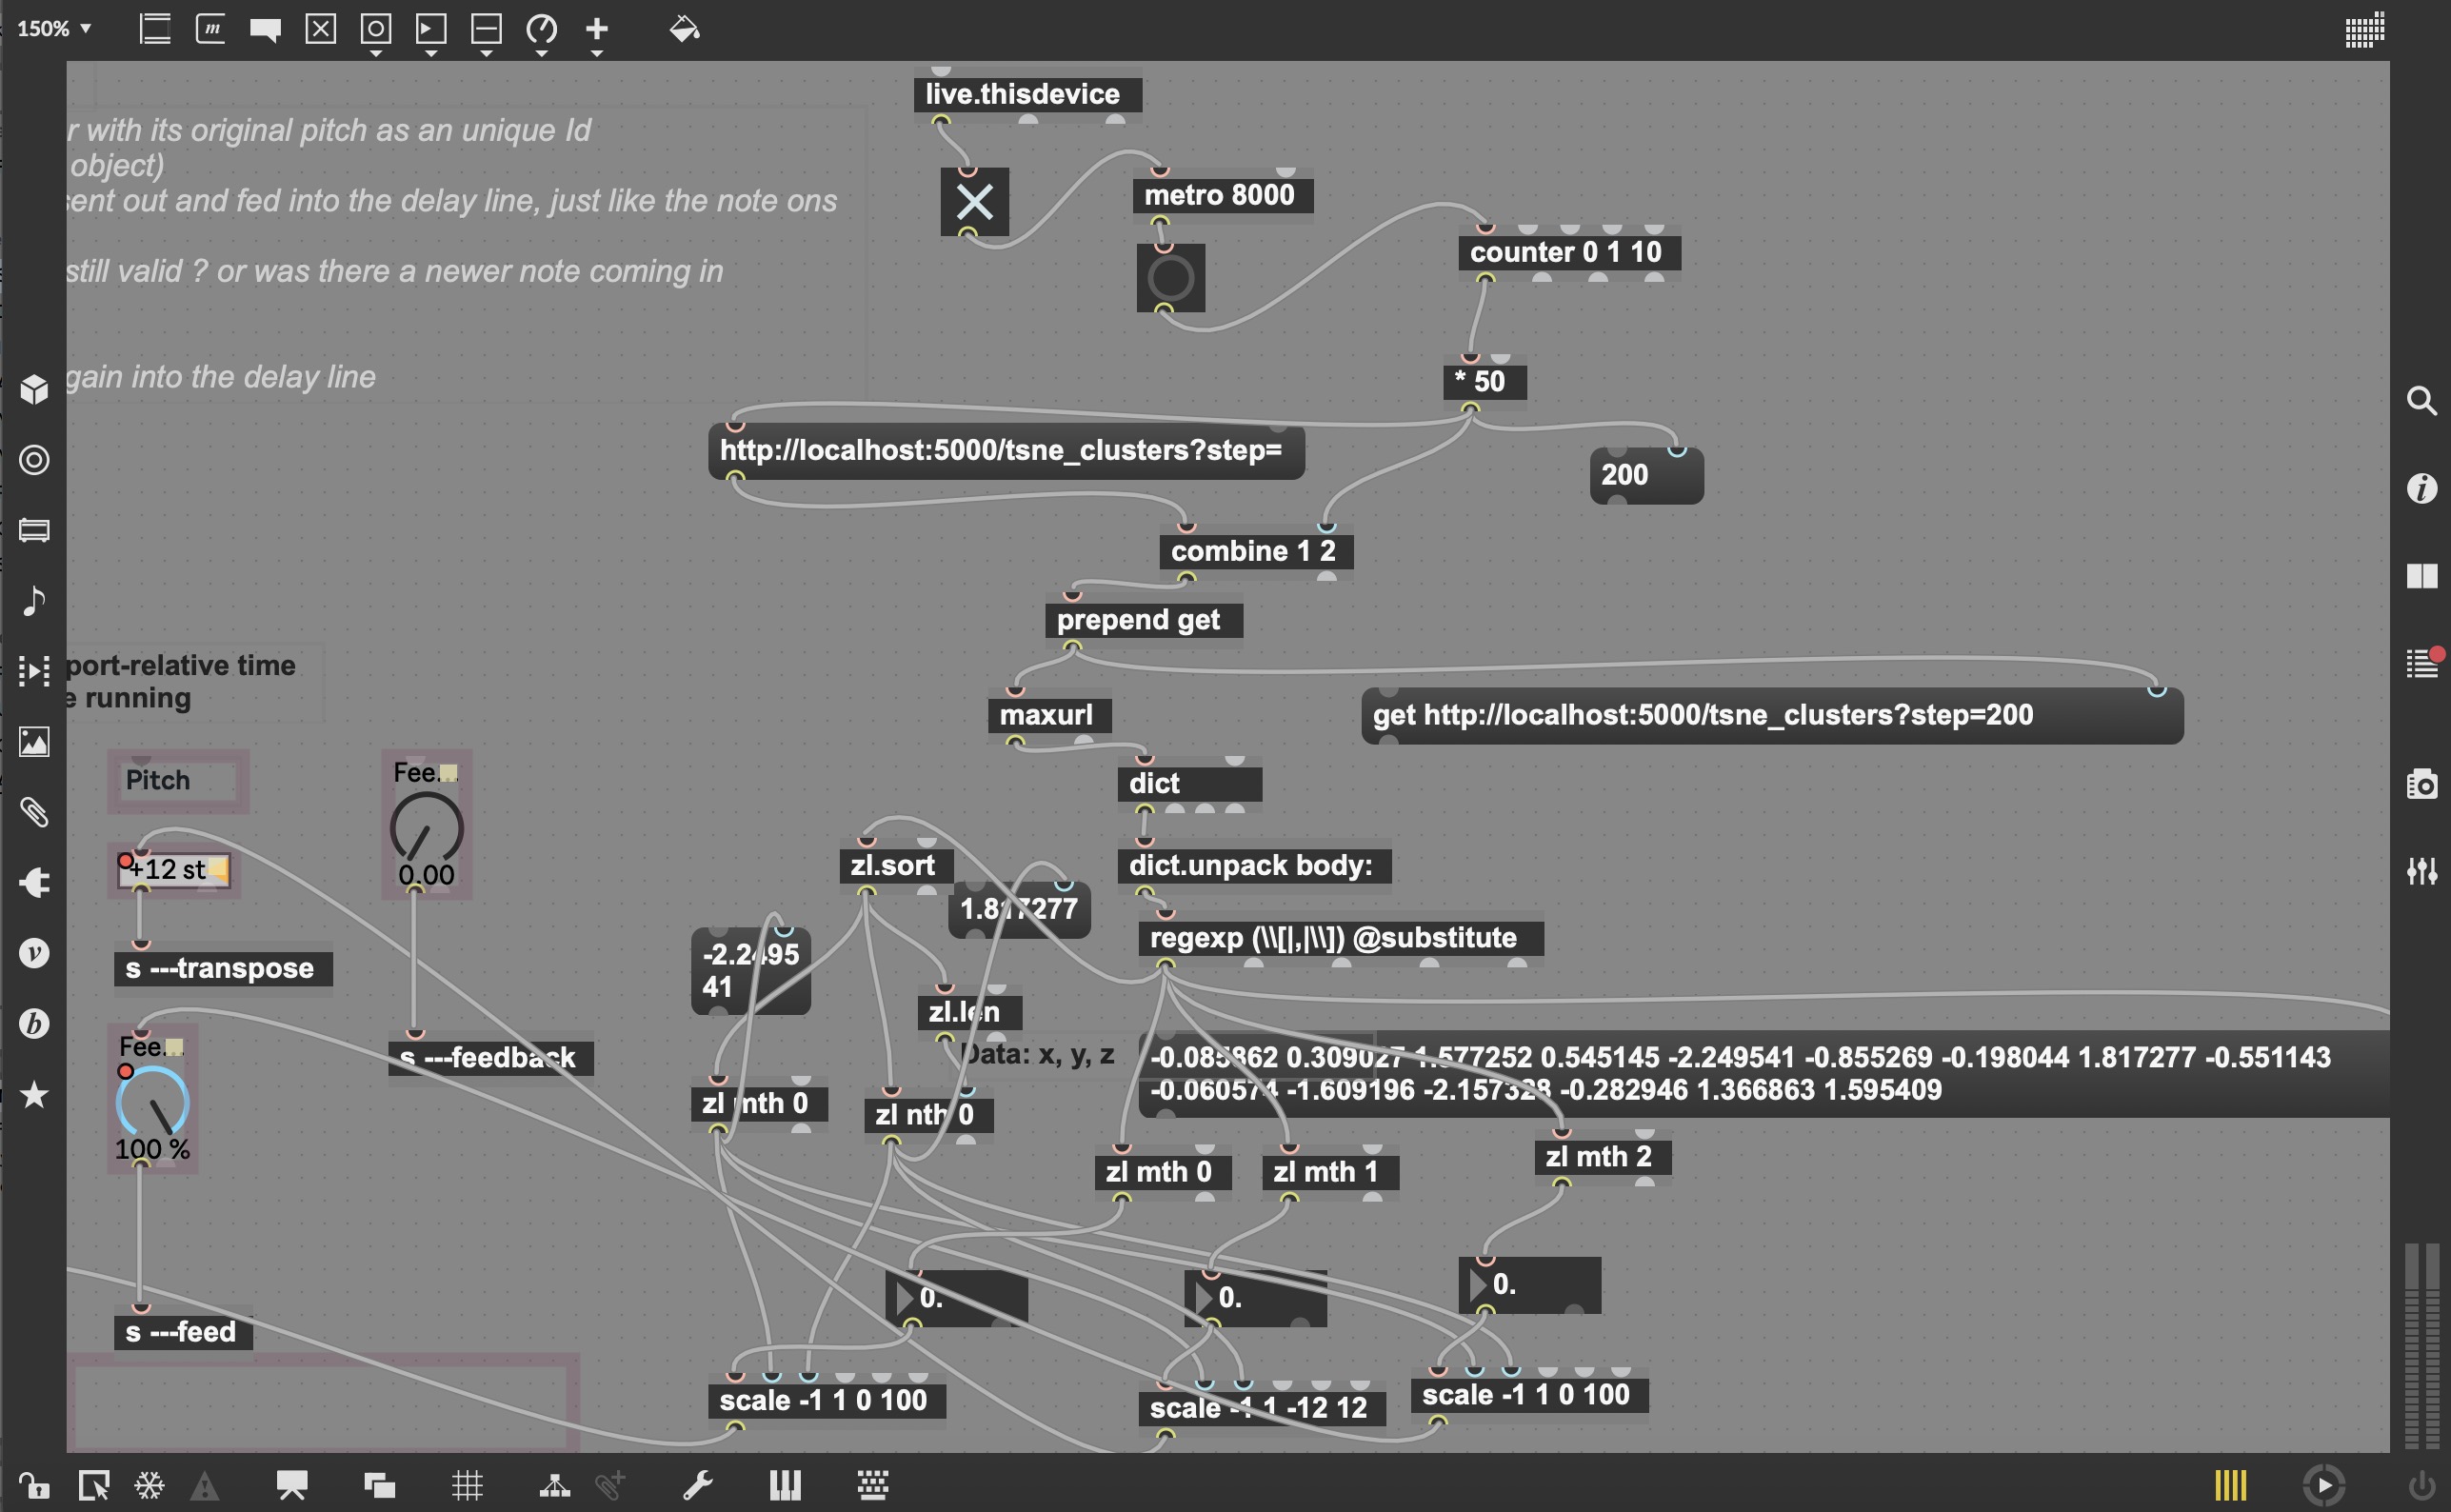 150%
live.thisdevice
r with its original pitch as an unique Id
object)
sent out and fed into the delay line, just like the note ons
still valid ? or was there a newer note coming in
gain into the delay line
metro 8000
counter 0 1 10
* 50
http://localhost:5000/tsne_clusters?step=
200
combine 1 2
prepend get
port-relative time
e running
maxurl
get http://localhost:5000/tsne_clusters?step=200
Pitch
Fee...
dict
+12 st
0.00
zl.sort
dict.unpack body:
1.817277
regexp (\\[|,|\\]) @substitute
s ---transpose
-2.2495
41
zl.len
Fee...
s ---feedback
Data: x, y, z
-0.085862 0.309027 1.577252 0.545145 -2.249541 -0.855269 -0.198044 1.817277 -0.551143
-0.060574 -1.609196 -2.157328 -0.282946 1.366863 1.595409
100 %
zl mth 0
zl nth 0
zl mth 0
zl mth 1
zl mth 2
0.
0.
0.
s ---feed
scale -1 1 0 100
scale -1 1 -12 12
scale -1 1 0 100